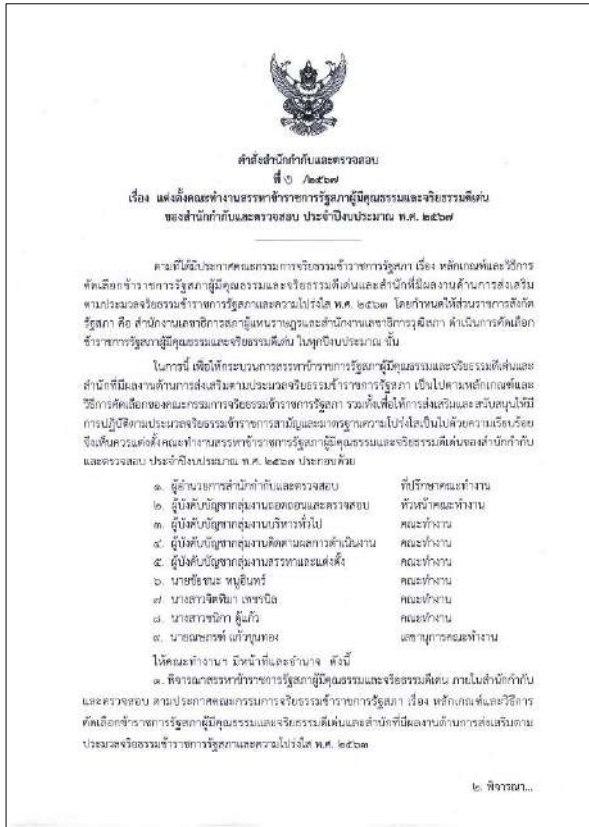 คำสั่งสำนักกำกับและตรวจสอบ
ที่ ๑ /๒๕๖๗
เรื่อง แต่งตั้งคณะทำงานสรรหาข้าราชการรัฐสภาผู้มีคุณธรรมและจริยธรรมดีเด่น
ของสำนักกำกับและตรวจสอบ ประจำปีงบประมาณ พ.ศ. ๒๕๖๗
ตามที่ได้มีประกาศคณะกรรมการจริยธรรมข้าราชการรัฐสภา เรื่อง หลักเกณฑ์และวิธีการ
คัดเลือกข้าราชการรัฐสภาผู้มีคุณธรรมและจริยธรรมดีเด่นและสำนักที่มีผลงานด้านการส่งเสริม
ตามประมวลจริยธรรมข้าราชการรัฐสภาและความโปร่งใส พ.ศ. ๒๕๖๓ โดยกำหนดให้ส่วนราชการสังกัด
รัฐสภา คือ สำนักงานเลขาธิการสภาผู้แทนราษฎรและสำนักงานเลขาธิการวุฒิสภา ดำเนินการคัดเลือก
ข้าราชการรัฐสภาผู้มีคุณธรรมและจริยธรรมดีเด่น ในทุกปีงบประมาณ นั้น
ในการนี้ เพื่อให้กระบวนการสรรหาข้าราชการรัฐสภาผู้มีคุณธรรมและจริยธรรมดีเด่นและ
สำนักที่มีผลงานด้านการส่งเสริมตามประมวลจริยธรรมข้าราชการรัฐสภา เป็นไปตามหลักเกณฑ์และ
วิธีการคัดเลือกของคณะกรรมการจริยธรรมข้าราชการรัฐสภา รวมทั้งเพื่อให้การส่งเสริมและสนับสนุนให้มี
การปฏิบัติตามประมวลจริยธรรมข้าราชการสามัญและมาตรฐานความโปร่งใสเป็นไปด้วยความเรียบร้อย
จึงเห็นควรแต่งตั้งคณะทำงานสรรหาข้าราชการรัฐสภาผู้มีคุณธรรมและจริยธรรมดีเด่นของสำนักกำกับ
และตรวจสอบ ประจำปีงบประมาณ พ.ศ. ๒๕๖๗ ประกอบด้วย
๑. ผู้อำนวยการสำนักกำกับและตรวจสอบ ที่ปรึกษาคณะทำงาน
๒. ผู้บังคับบัญชากลุ่มงานถอดถอนและตรวจสอบ หัวหน้าคณะทำงาน
๓. ผู้บังคับบัญชากลุ่มงานบริหารทั่วไป คณะทำงาน
๔. ผู้บังคับบัญชากลุ่มงานติดตามผลการดำเนินงาน คณะทำงาน
๕. ผู้บังคับบัญชากลุ่มงานสรรหาและแต่งตั้ง คณะทำงาน
๖. นายชัยชนะ หนูอินทร์ คณะทำงาน
๗. นางสาวจิตทิมา เพชรนิล คณะทำงาน
๘. นางสาวชนิกา คู้แก้ว คณะทำงาน
๙. นายณษกรฑ์ แก้วขุนทอง เลขานุการคณะทำงาน
ให้คณะทำงานฯ มีหน้าที่และอำนาจ ดังนี้
๑. พิจารณาสรรหาข้าราชการรัฐสภาผู้มีคุณธรรมและจริยธรรมดีเด่น ภายในสำนักกำกับ
และตรวจสอบ ตามประกาศคณะกรรมการจริยธรรมข้าราชการรัฐสภา เรื่อง หลักเกณฑ์และวิธีการ
คัดเลือกข้าราชการรัฐสภาผู้มีคุณธรรมและจริยธรรมดีเด่นและสำนักที่มีผลงานด้านการส่งเสริมตาม
ประมวลจริยธรรมข้าราชการรัฐสภาและความโปร่งใส พ.ศ. ๒๕๖๓
๒. พิจารณา...